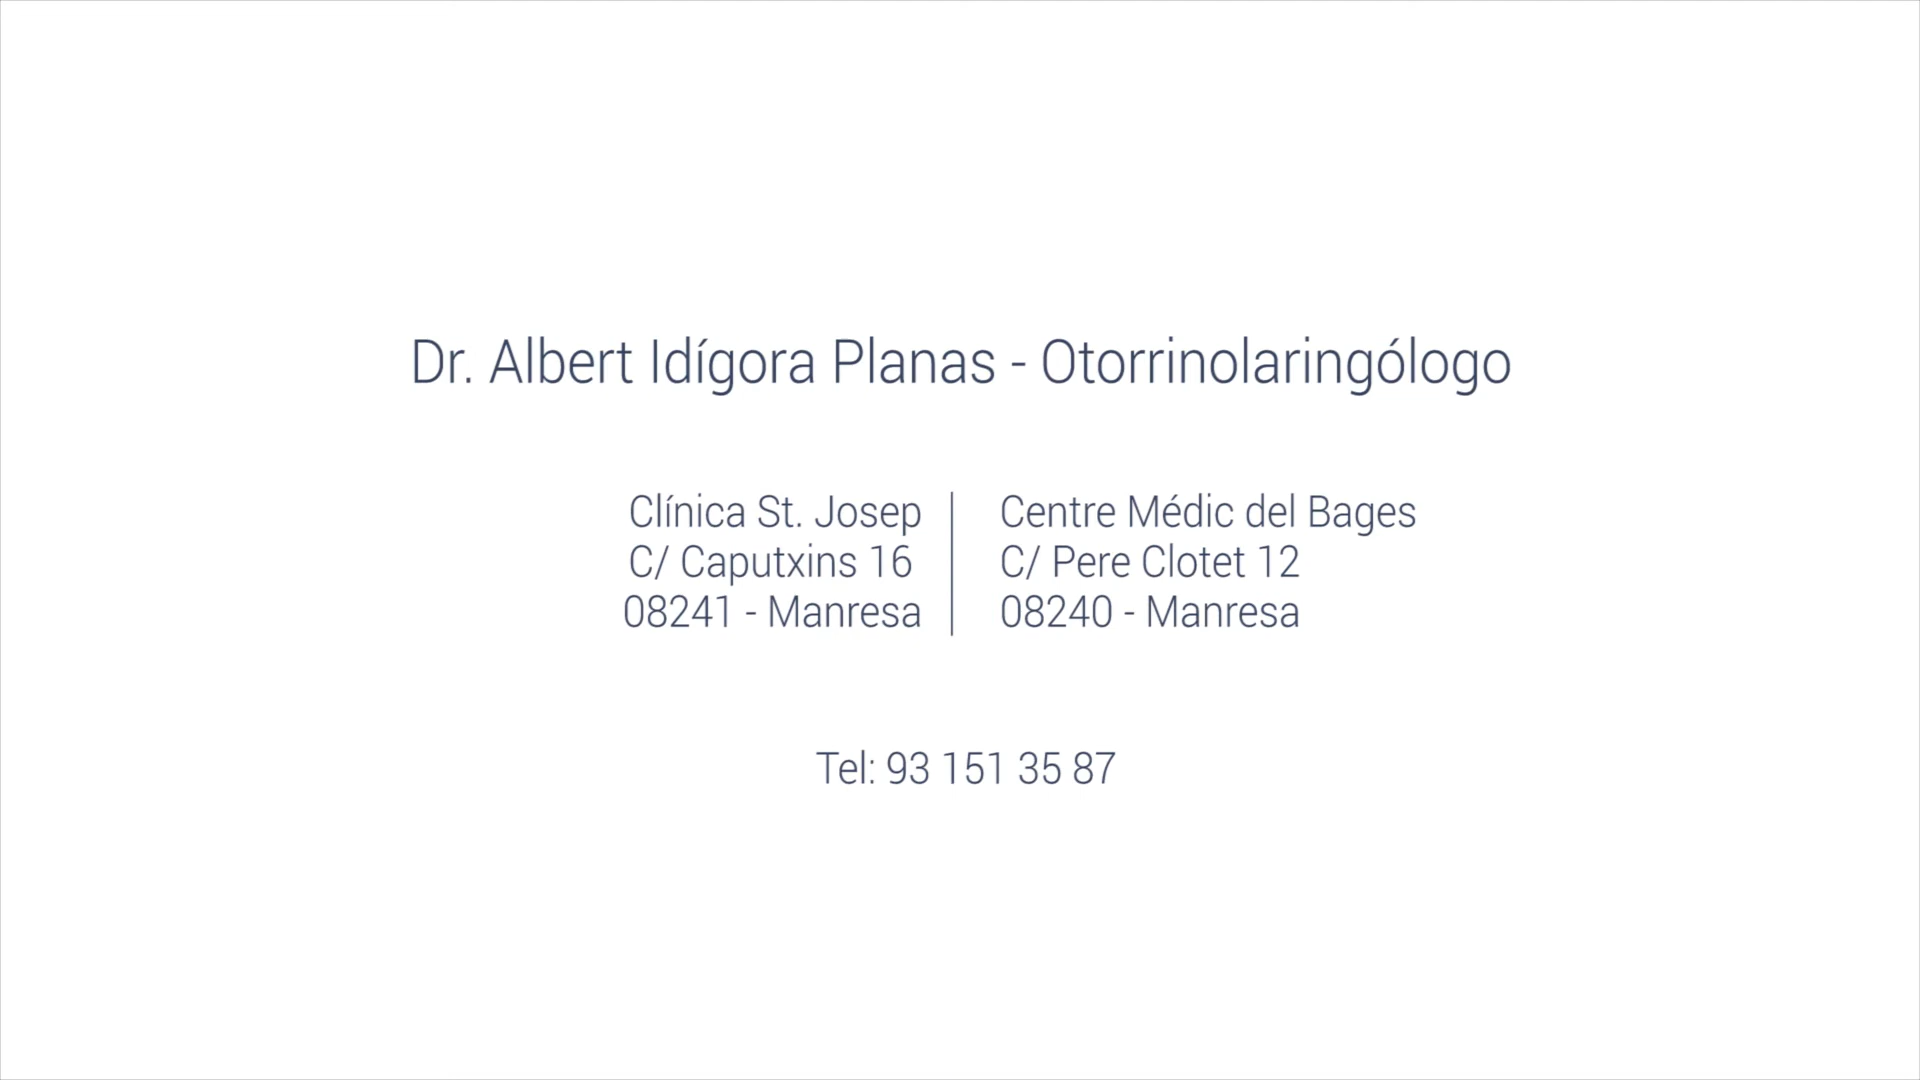 Dr. Albert Idígora Planas - Otorrinolaringólogo
Clínica St. Josep
C/ Caputxins 16
08241 - Manresa
Centre Médic del Bages
C/ Pere Clotet 12
08240 - Manresa
Tel: 93 151 35 87